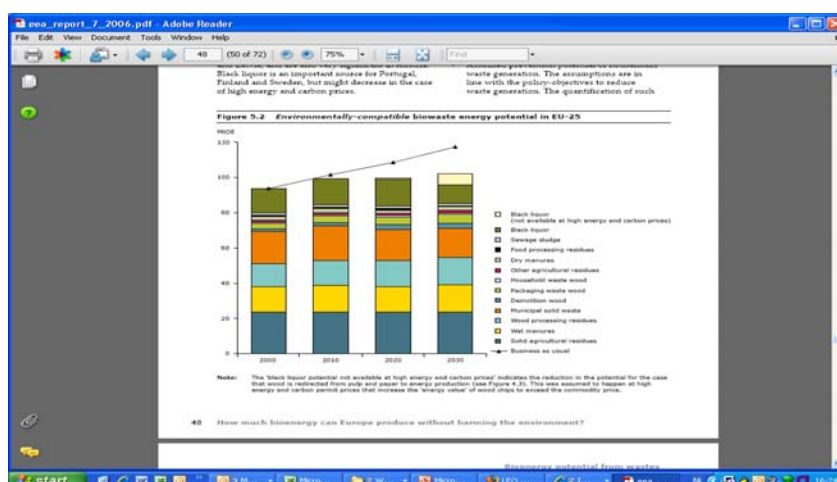 eea_report_7_2006.pdf - Adobe Reader
File Edit View Document Tools Window Help
48 (50 of 72) 75% Find
Black liquor is an important source for Portugal,
Finland and Sweden, but might decrease in the case
of high energy and carbon prices.
waste generation. The assumptions are in
line with the policy-objectives to reduce
waste generation. The quantification of such
Figure 5.2 Environmentally-compatible biowaste energy potential in EU-25
MtOE
120
100
80
60
40
20
0
2000 2010 2020 2030
Black liquor
(not available at high energy and carbon prices)
Black liquor
Sewage sludge
Food processing residues
Dry manures
Other agricultural residues
Household waste wood
Packaging waste wood
Demolition wood
Municipal solid waste
Wood processing residues
Wet manures
Solid agricultural residues
Business as usual
Note: The 'black liquor potential not available at high energy and carbon prices' indicates the reduction in the potential for the case
that wood is redirected from pulp and paper to energy production (see Figure 4.3). This was assumed to happen at high
energy and carbon permit prices that increase the 'energy value' of wood chips to exceed the commodity price.
48 How much bioenergy can Europe produce without harming the environment?
Bioenergy potential from wastes
start